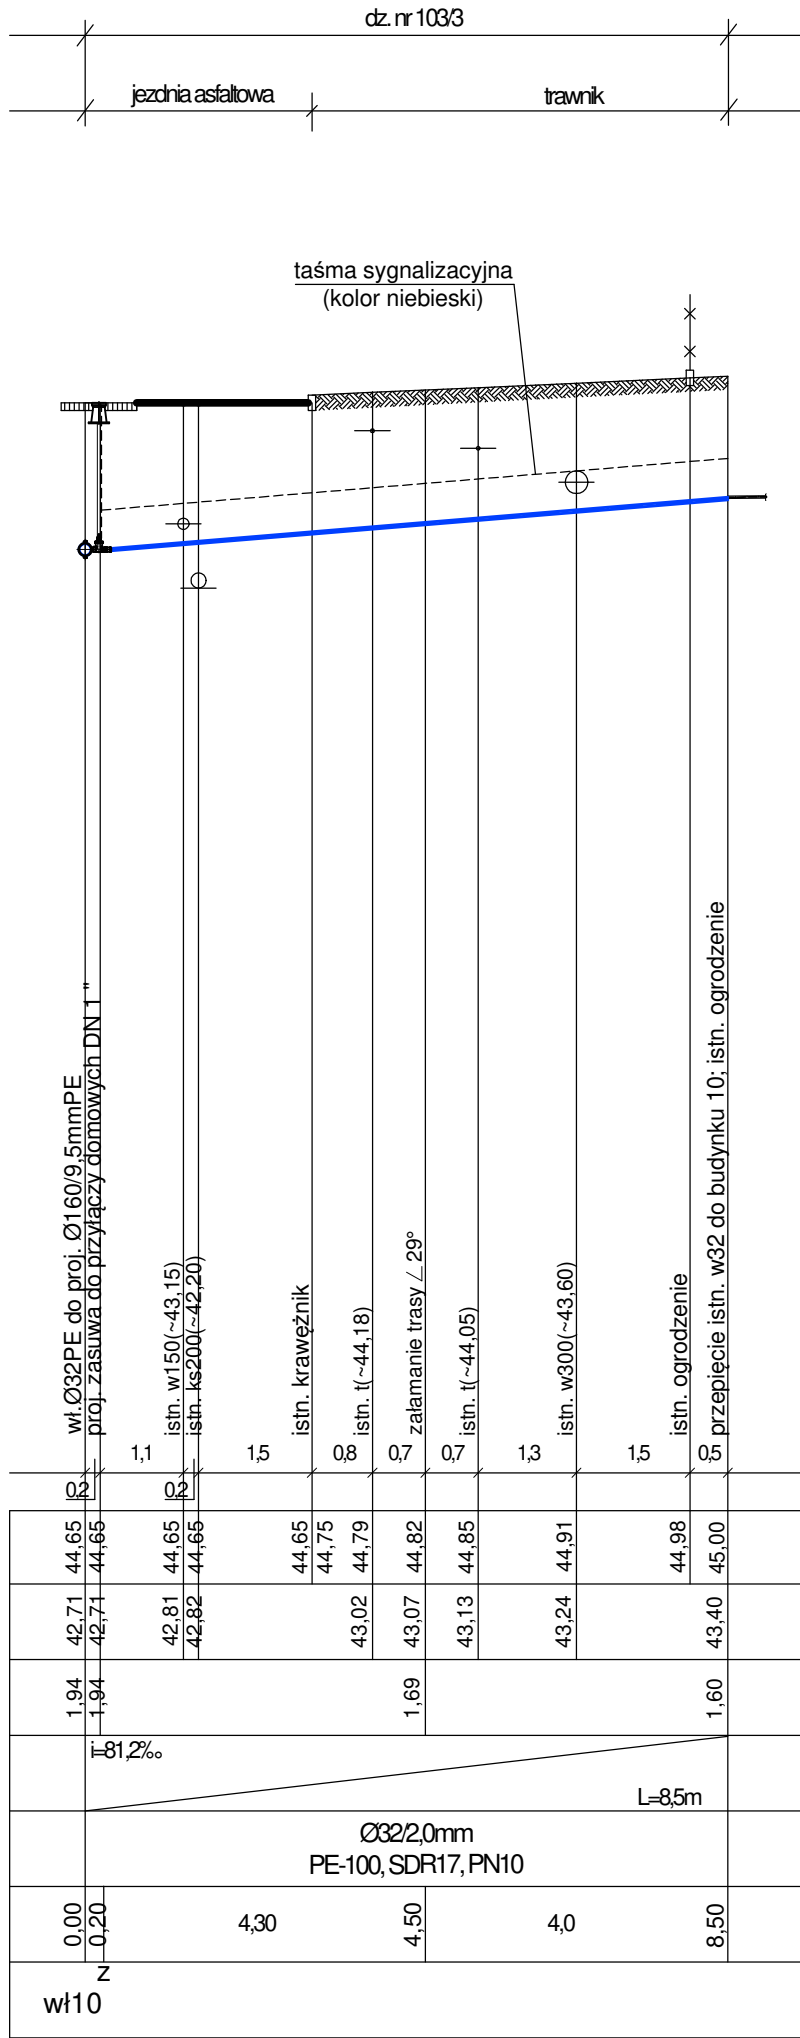 dz. nr 103/3
jezdnia asfaltowa
trawnik
taśma sygnalizacyjna
(kolor niebieski)
wł.Ø32PE do proj. Ø160/9,5mmPE
proj. zasuwa do przyłączy domowych DN 1 "
istn. w150(~43,15)
istn. ks200(~42,20)
istn. krawężnik
istn. t(~44,18)
załamanie trasy ∠ 29°
istn. t(~44,05)
istn. w300(~43,60)
istn. ogrodzenie
przepięcie istn. w32 do budynku 10; istn. ogrodzenie
0,2 1,1 0,2 1,5 0,8 0,7 0,7 1,3 1,5 0,5
44,65 44,65 44,65 44,65 44,65 44,75 44,79 44,82 44,85 44,91 44,98 45,00
42,71 42,71 42,81 42,82 43,02 43,07 43,13 43,24 43,40
1,94 1,94 1,69 1,60
i=81,2‰
L=8,5m
Ø32/2,0mm
PE-100, SDR17, PN10
0,00 0,20 4,30 4,50 4,0 8,50
z
wł10